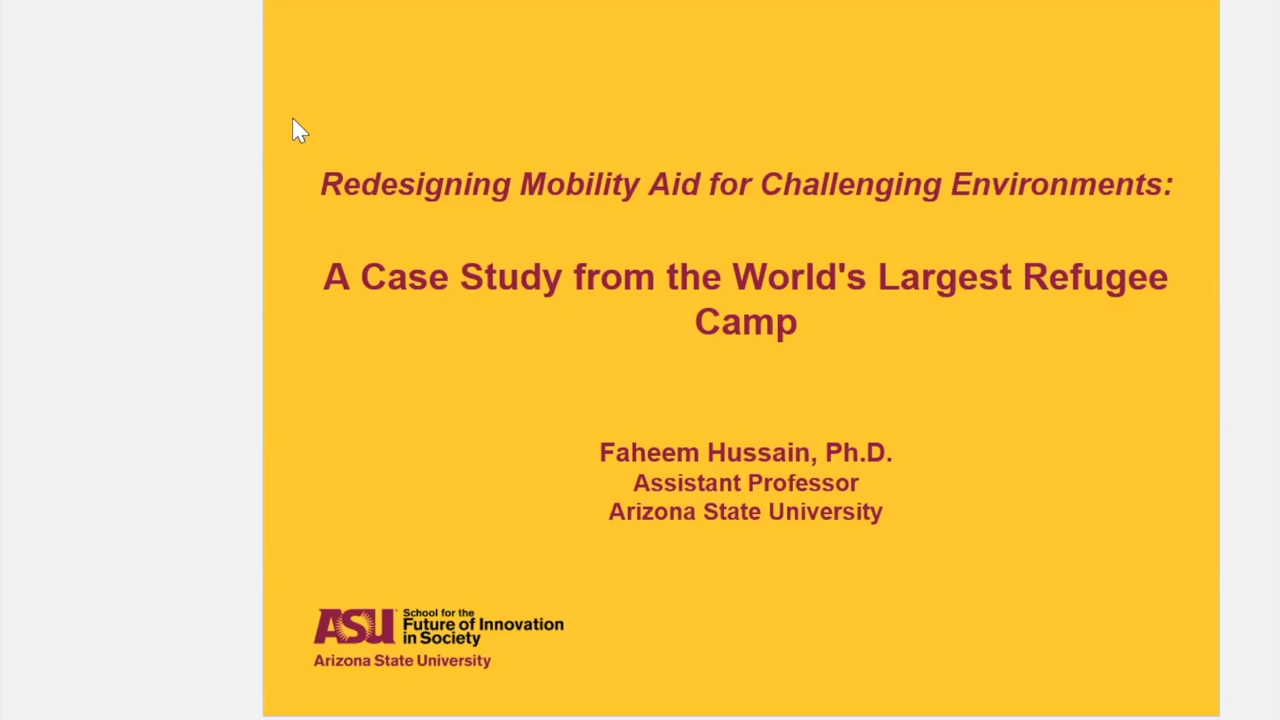 Redesigning Mobility Aid for Challenging Environments:
A Case Study from the World's Largest Refugee
Camp
Faheem Hussain, Ph.D.
Assistant Professor
Arizona State University
ASU School for the
Future of Innovation
in Society
Arizona State University